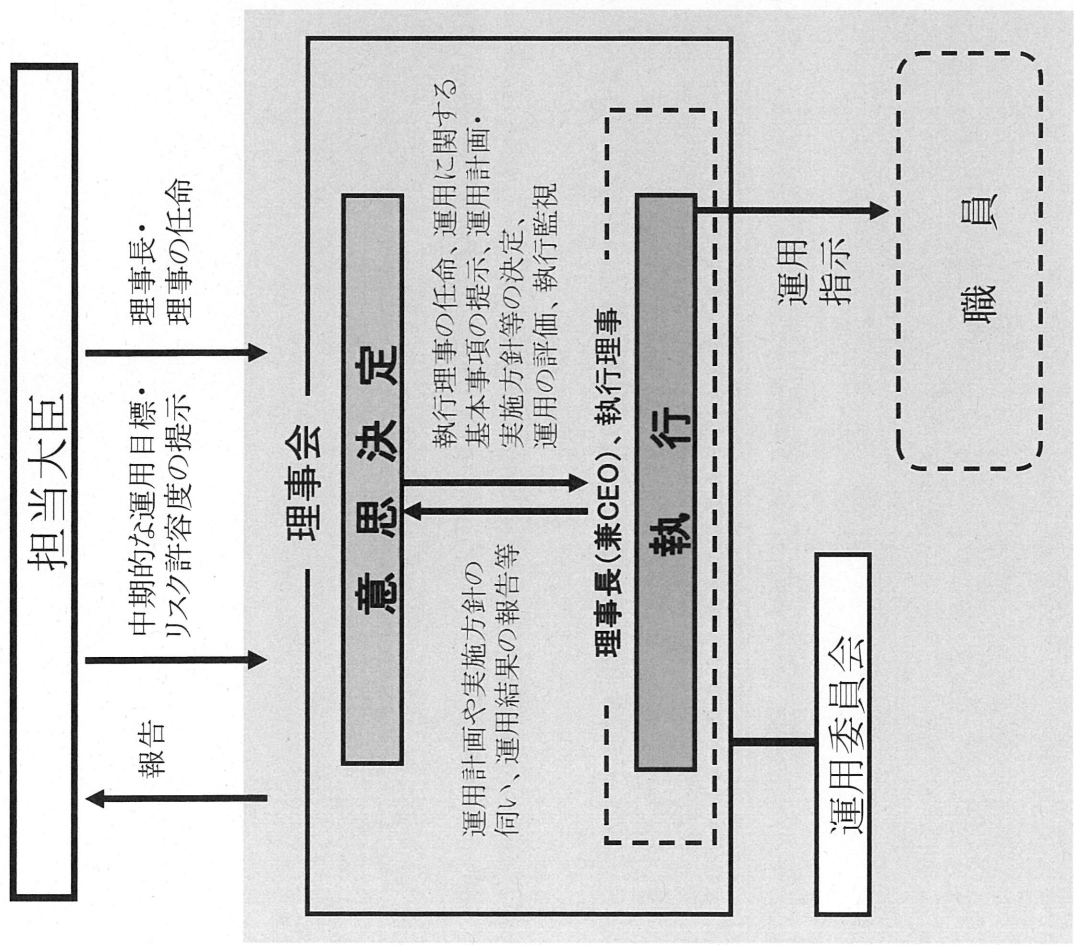 担当大臣
報告
中期的な運用目標・
リスク許容度の提示
理事長・
理事の任命
理事会
意思決定
運用計画や実施方針の
伺い、運用結果の報告等
執行理事の任命、運用に関する
基本事項の提示、運用計画・
実施方針等の決定、
運用の評価、執行監視
理事長(兼CEO)、執行理事
執行
運用
指示
運用委員会
職員